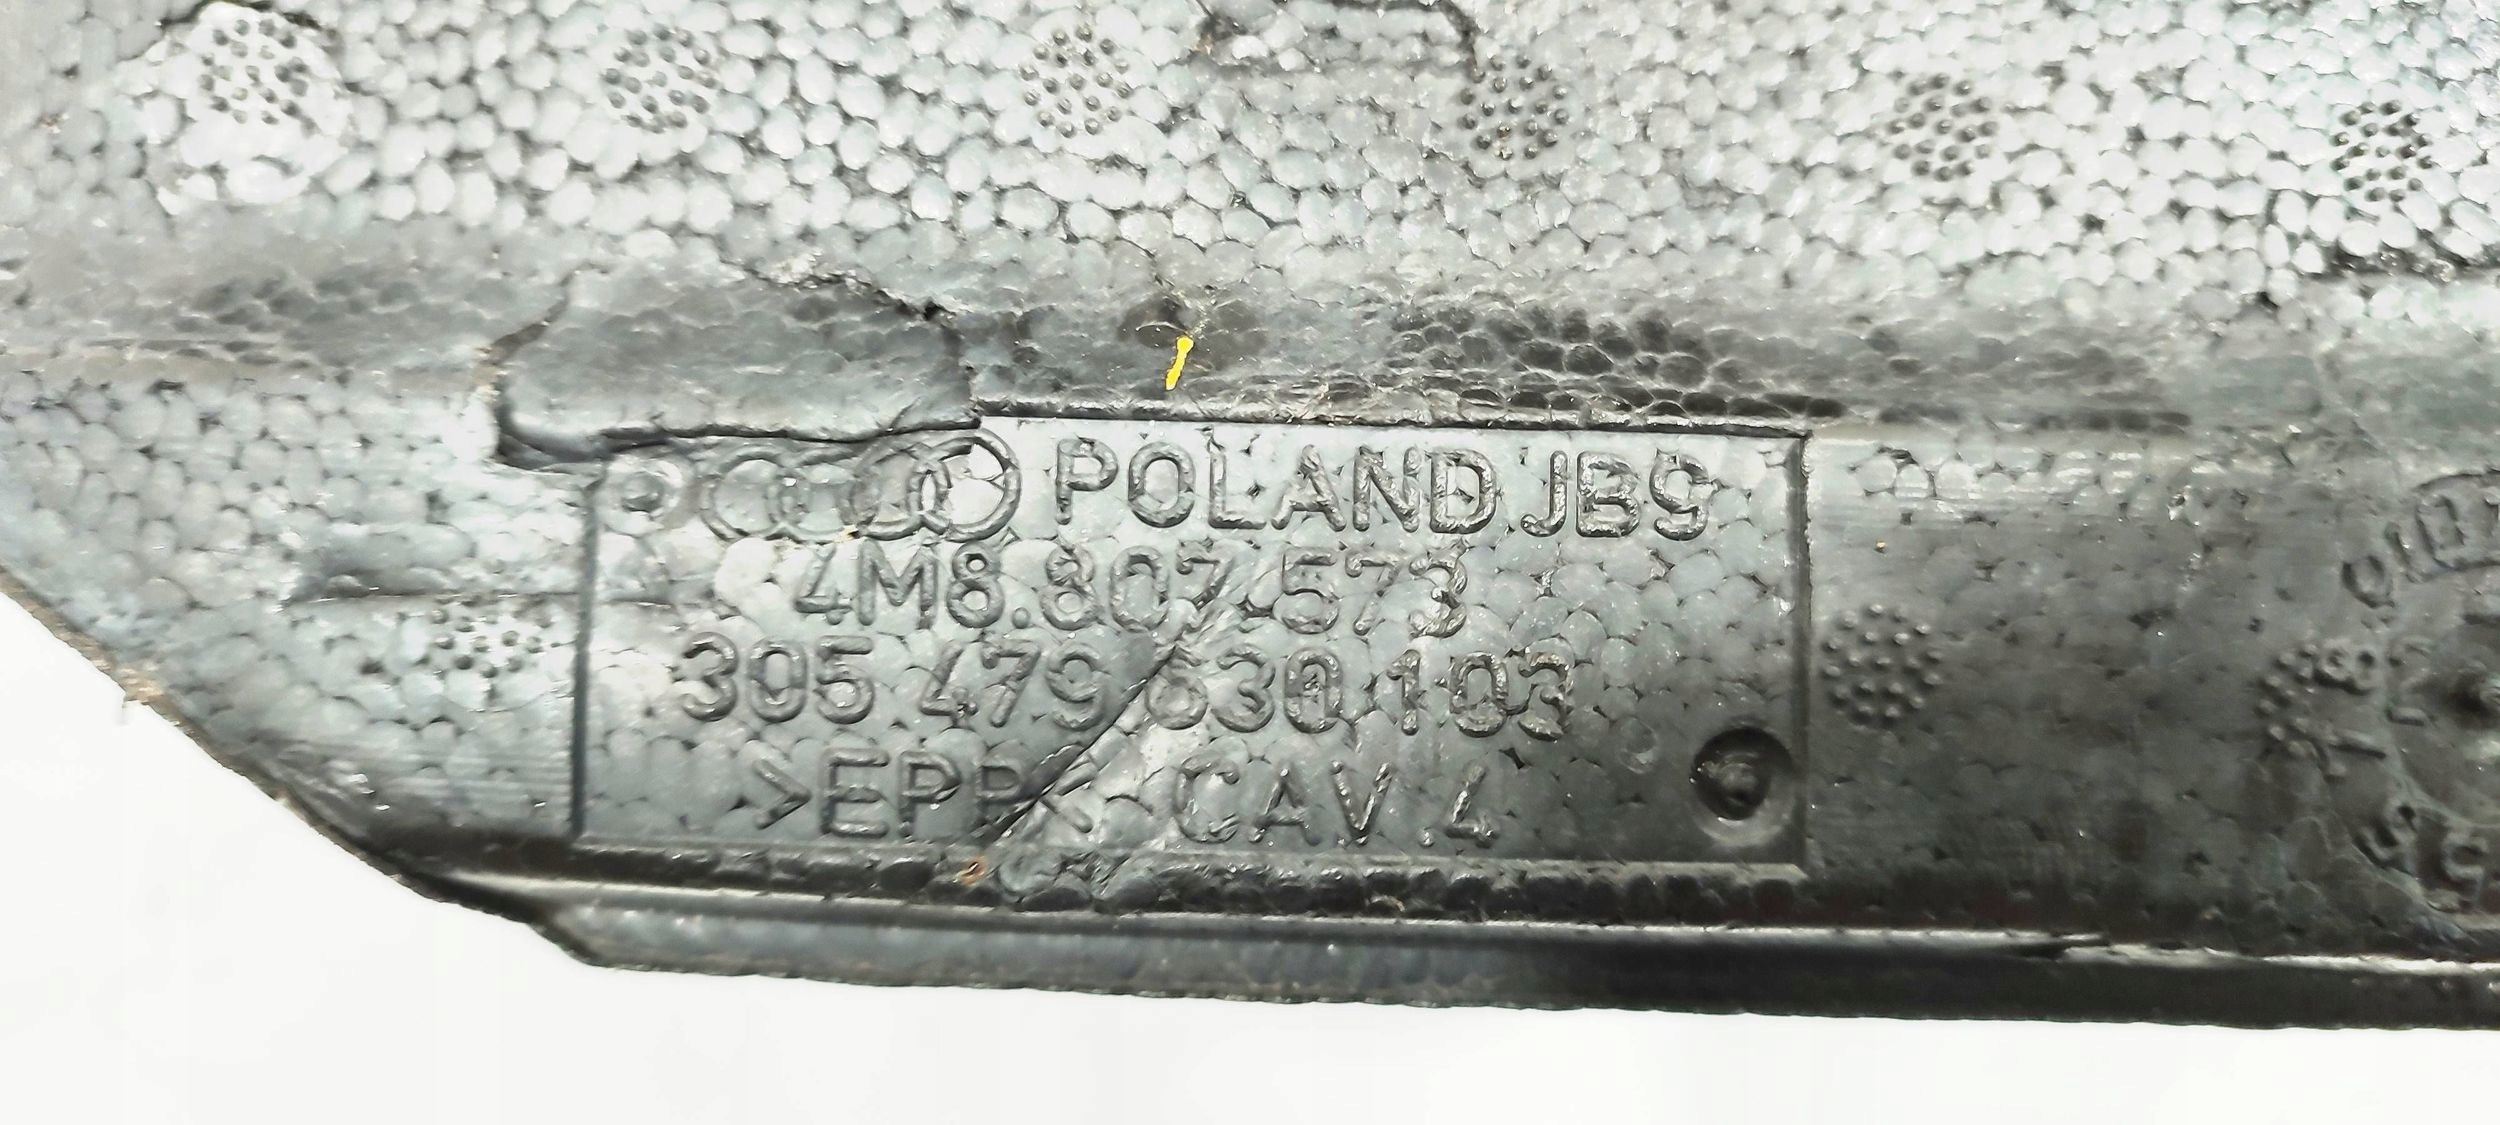 POLAND JB9
4M8.807.573
305 479 630 103
>EPP< CAV.4